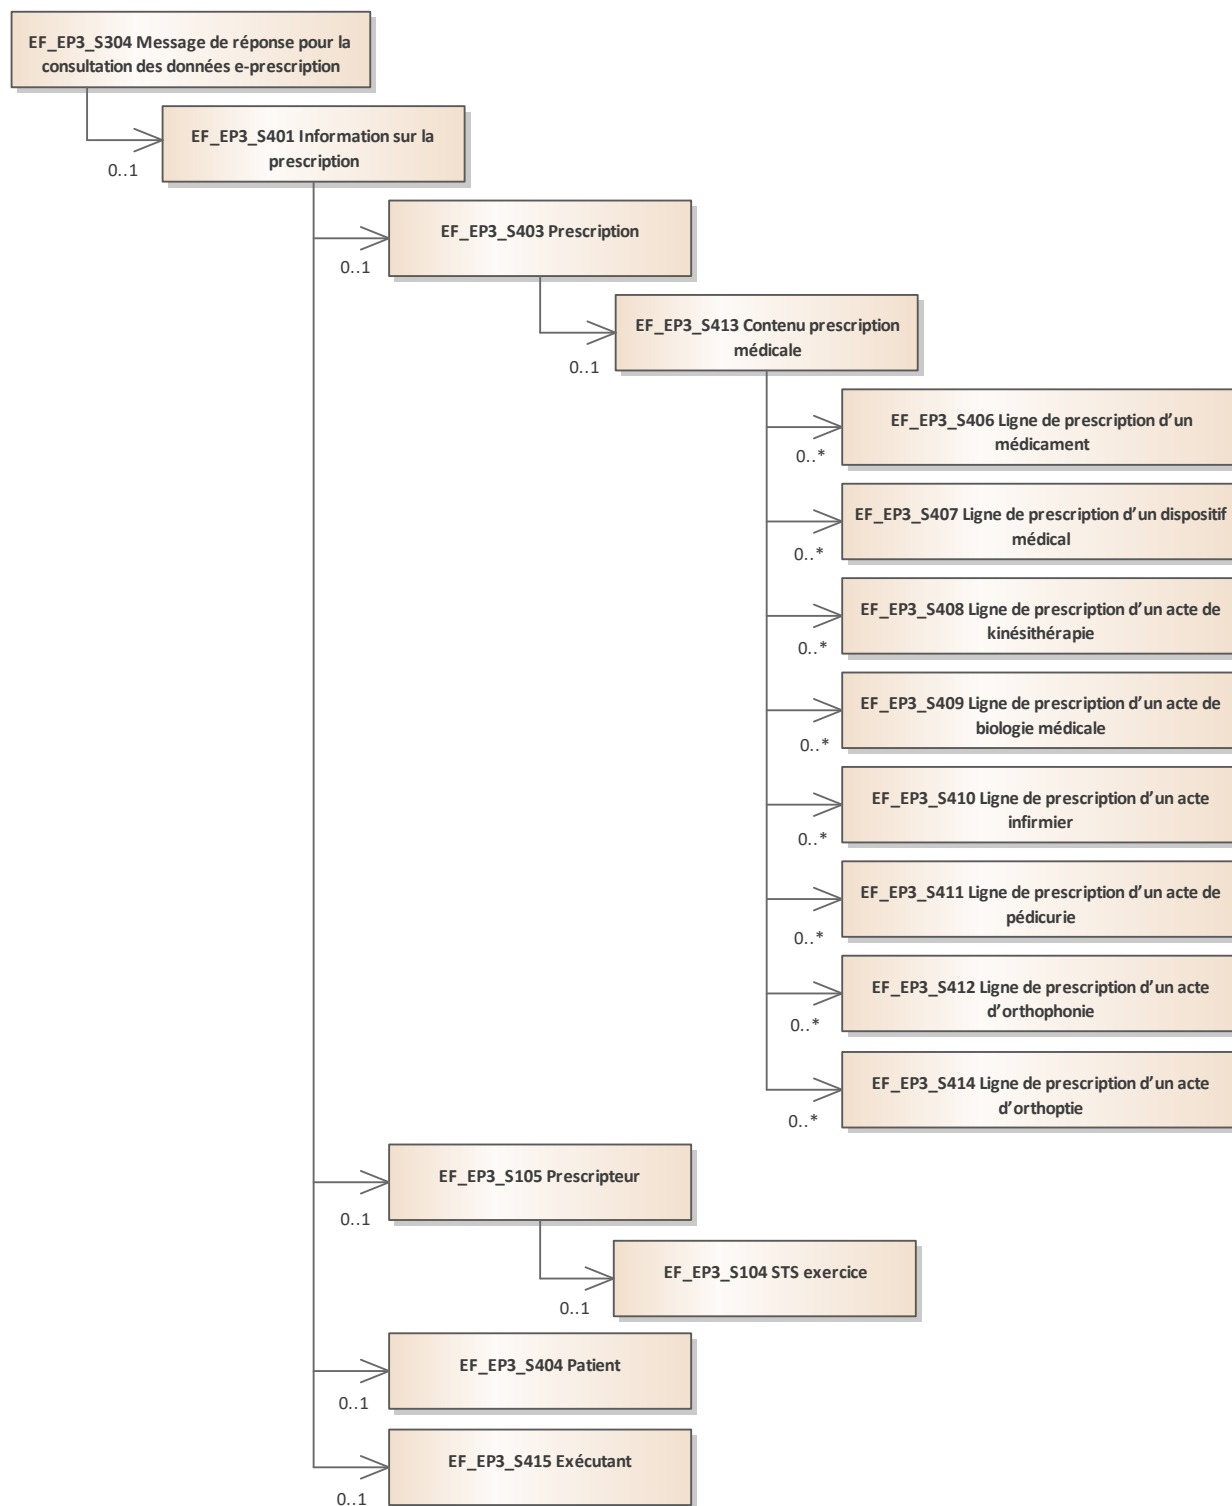 EF_EP3_S304 Message de réponse pour la
consultation des données e-prescription
0..1
EF_EP3_S401 Information sur la
prescription
0..1
EF_EP3_S403 Prescription
0..1
EF_EP3_S413 Contenu prescription
médicale
0..*
EF_EP3_S406 Ligne de prescription d'un
médicament
0..*
EF_EP3_S407 Ligne de prescription d'un dispositif
médical
0..*
EF_EP3_S408 Ligne de prescription d'un acte de
kinésithérapie
0..*
EF_EP3_S409 Ligne de prescription d'un acte de
biologie médicale
0..*
EF_EP3_S410 Ligne de prescription d'un acte
infirmier
0..*
EF_EP3_S411 Ligne de prescription d'un acte de
pédicurie
0..*
EF_EP3_S412 Ligne de prescription d'un acte
d'orthophonie
0..*
EF_EP3_S414 Ligne de prescription d'un acte
d'orthoptie
0..*
EF_EP3_S105 Prescripteur
0..1
EF_EP3_S104 STS exercice
0..1
EF_EP3_S404 Patient
0..1
EF_EP3_S415 Exécutant
0..1